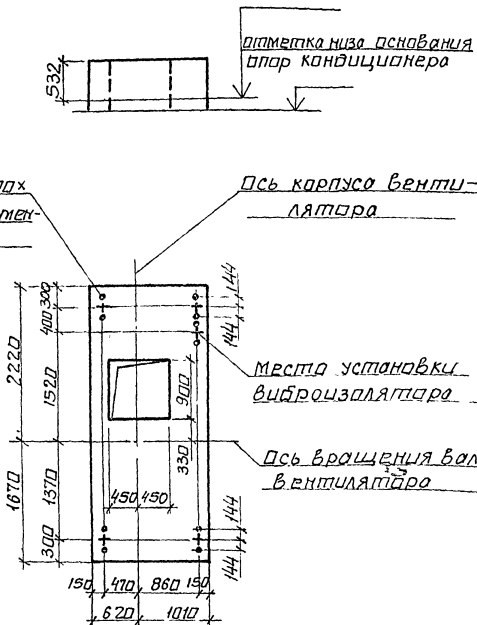 отметка низа основания
опор кондиционера
532
Ось корпуса венти-
лятора
144
300
400
144
2220
1520
место установки
виброизолятора
900
330
Ось вращения вал
вентилятора
450 450
1670
1370
144
300
144
150 470 860 150
620 1010